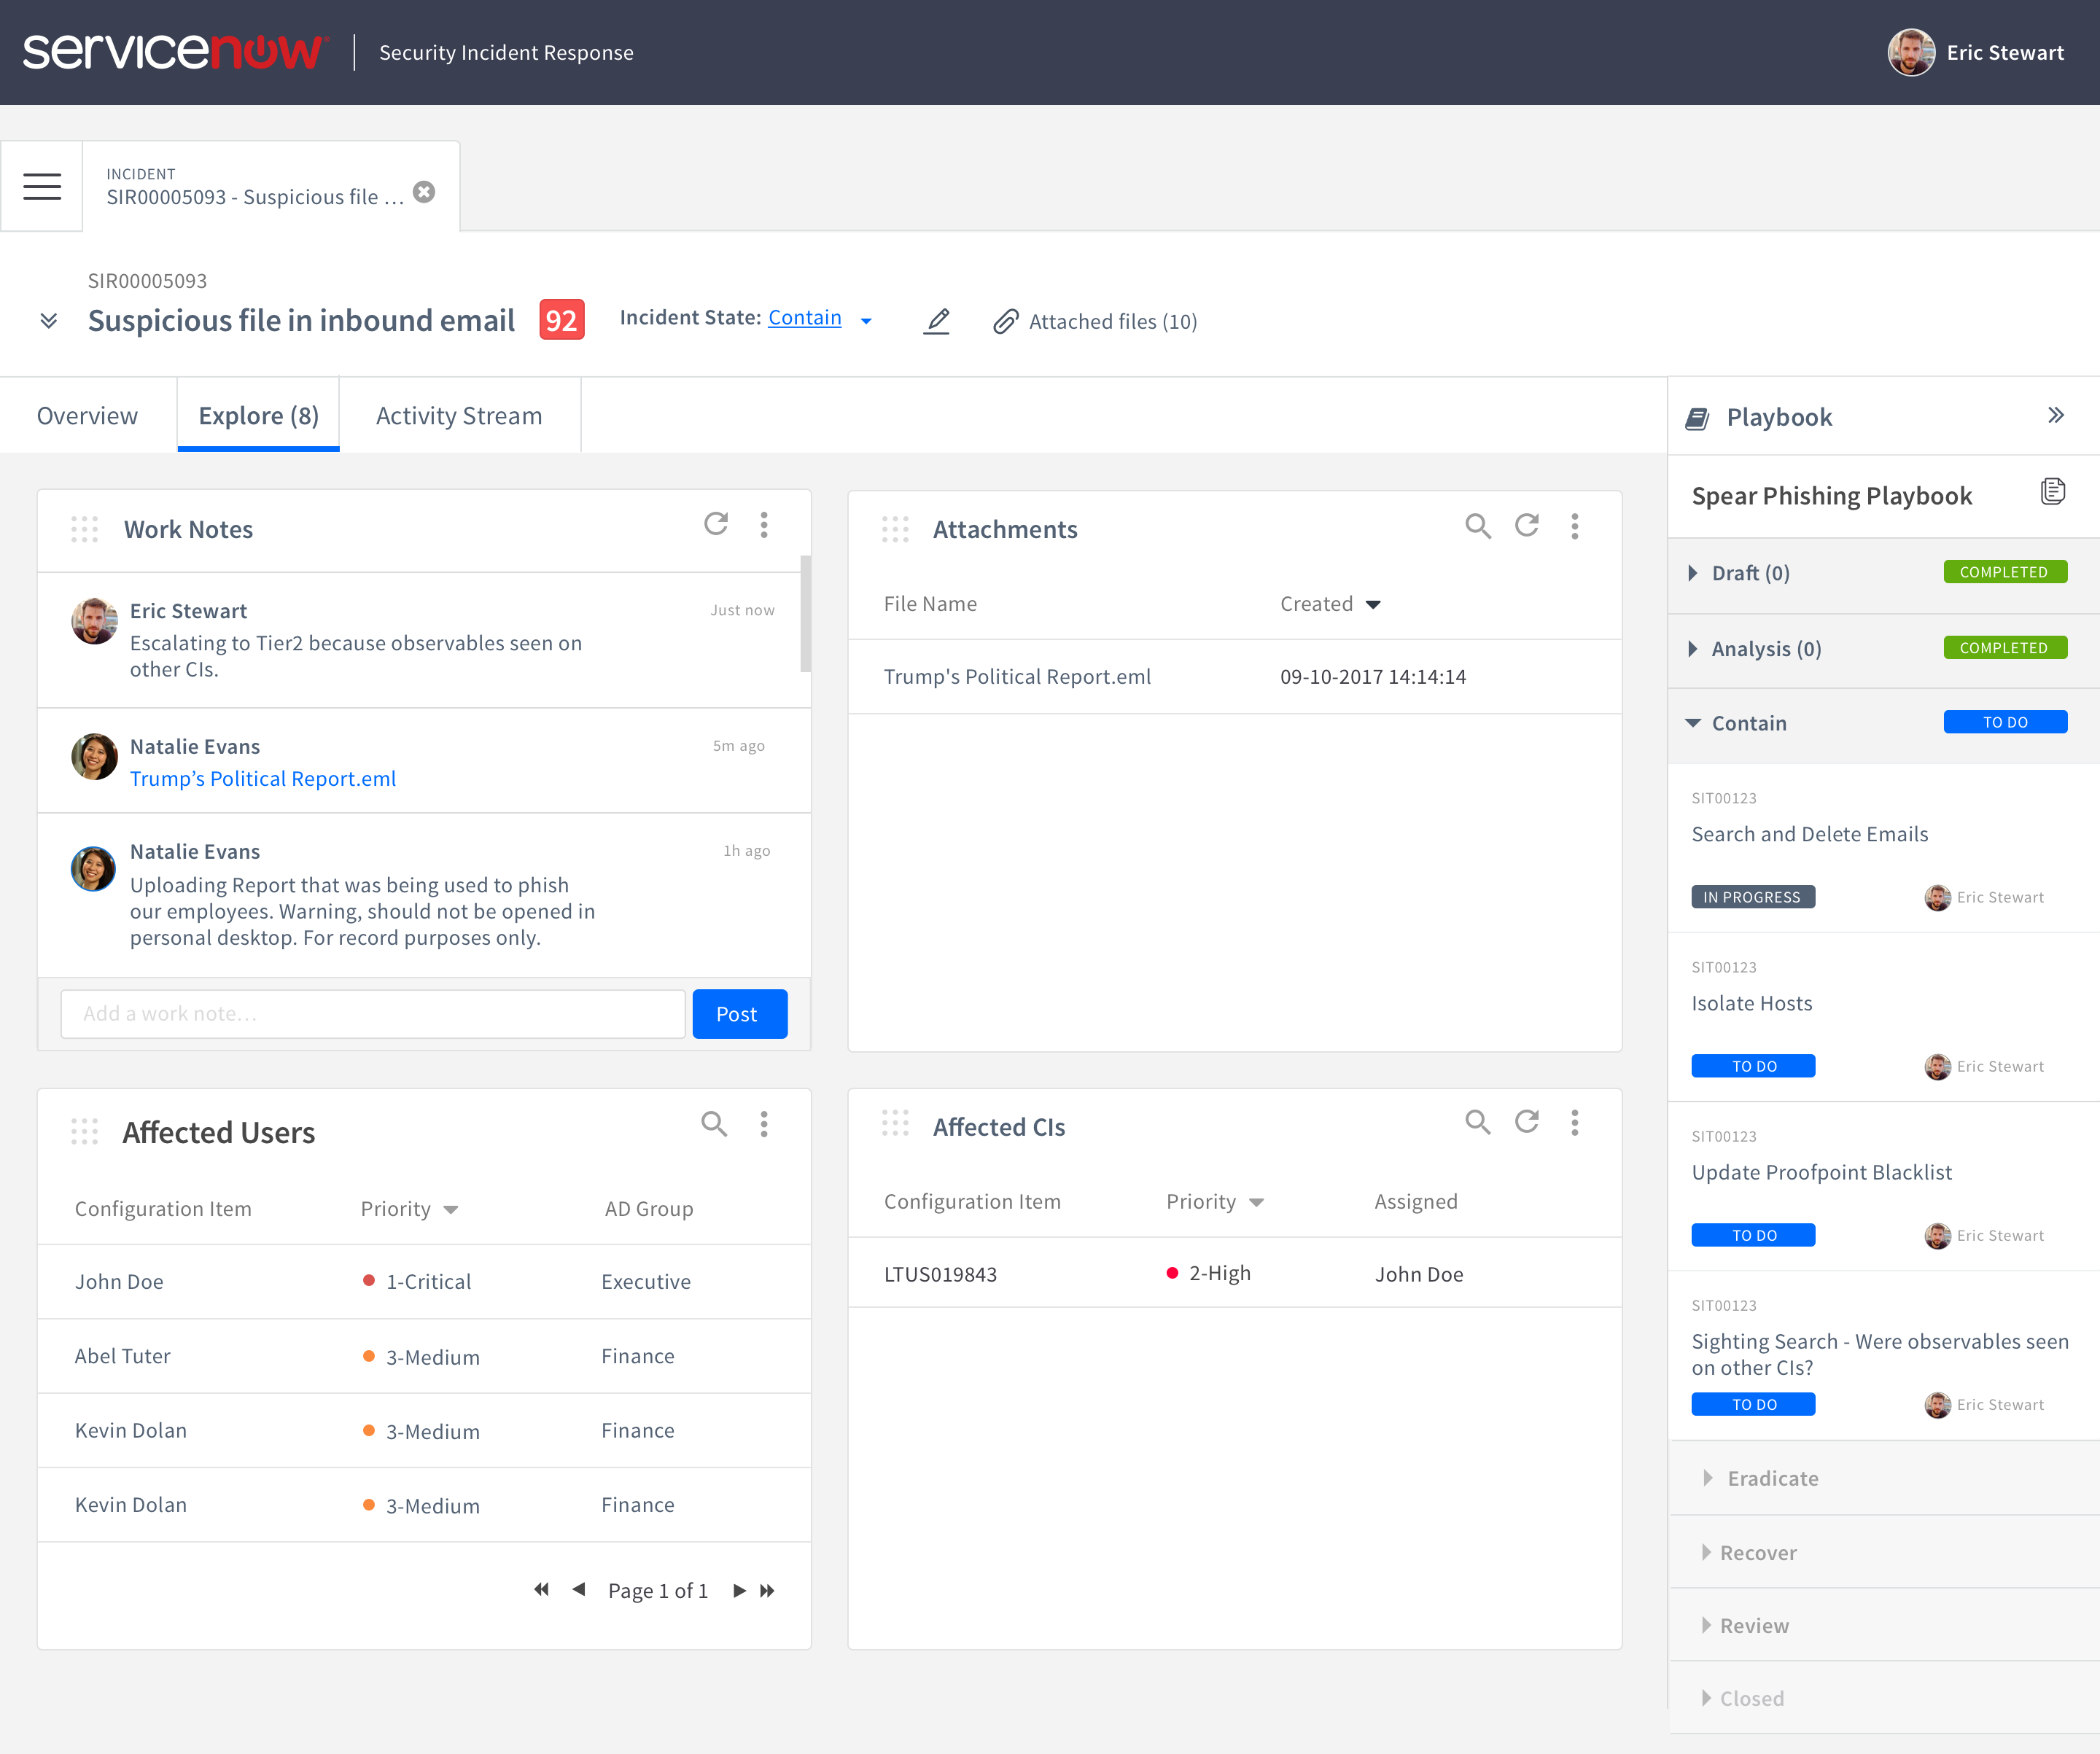 servicenow
Security Incident Response
Eric Stewart
INCIDENT
SIR00005093 - Suspicious file ...
SIR00005093
Suspicious file in inbound email
92
Incident State: Contain
Attached files (10)
Overview
Explore (8)
Activity Stream
Work Notes
Eric Stewart
Just now
Escalating to Tier2 because observables seen on
other CIs.
Natalie Evans
5m ago
Trump’s Political Report.eml
Natalie Evans
1h ago
Uploading Report that was being used to phish
our employees. Warning, should not be opened in
personal desktop. For record purposes only.
Add a work note...
Post
Attachments
File Name
Created
Trump's Political Report.eml
09-10-2017 14:14:14
Affected Users
Configuration Item
Priority
AD Group
John Doe
1-Critical
Executive
Abel Tuter
3-Medium
Finance
Kevin Dolan
3-Medium
Finance
Kevin Dolan
3-Medium
Finance
Page 1 of 1
Affected CIs
Configuration Item
Priority
Assigned
LTUS019843
2-High
John Doe
Playbook
Spear Phishing Playbook
Draft (0)
COMPLETED
Analysis (0)
COMPLETED
Contain
TO DO
SIT00123
Search and Delete Emails
IN PROGRESS
Eric Stewart
SIT00123
Isolate Hosts
TO DO
Eric Stewart
SIT00123
Update Proofpoint Blacklist
TO DO
Eric Stewart
SIT00123
Sighting Search - Were observables seen
on other CIs?
TO DO
Eric Stewart
Eradicate
Recover
Review
Closed